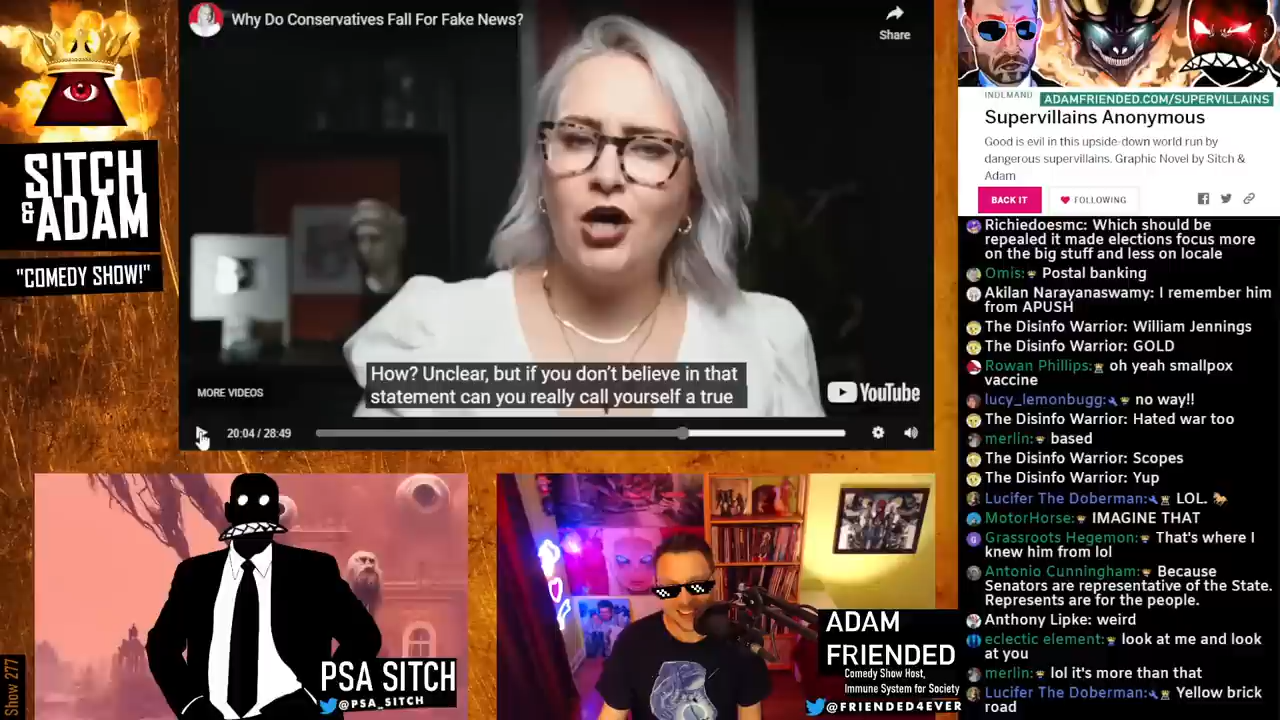 Why Do Conservatives Fall For Fake News?
Share
SITCH
& ADAM
"COMEDY SHOW!"
How? Unclear, but if you don't believe in that
statement can you really call yourself a true
MORE VIDEOS
YouTube
20:04 / 28:49
INDEMAND
ADAMFRIENDED.COM/SUPERVILLAINS
Supervillains Anonymous
Good is evil in this upside-down world run by
dangerous supervillains. Graphic Novel by Sitch &
Adam
BACK IT
FOLLOWING
Richiedoesmc: Which should be
repealed it made elections focus more
on the big stuff and less on locale
Omis: Postal banking
Akilan Narayanaswamy: I remember him
from APUSH
The Disinfo Warrior: William Jennings
The Disinfo Warrior: GOLD
Rowan Phillips: oh yeah smallpox
vaccine
lucy_lemonbugg: no way!!
The Disinfo Warrior: Hated war too
merlin: based
The Disinfo Warrior: Scopes
The Disinfo Warrior: Yup
Lucifer The Doberman: LOL.
MotorHorse: IMAGINE THAT
Grassroots Hegemon: That's where I
knew him from lol
Antonio Cunningham: Because
Senators are representative of the State.
Represents are for the people.
Anthony Lipke: weird
eclectic element: look at me and look
at you
merlin: lol it's more than that
Lucifer The Doberman: Yellow brick
road
Show 277
PSA SITCH
@PSA_SITCH
ADAM
FRIENDED
Comedy Show Host,
Immune System for Society
@FRIENDED4EVER